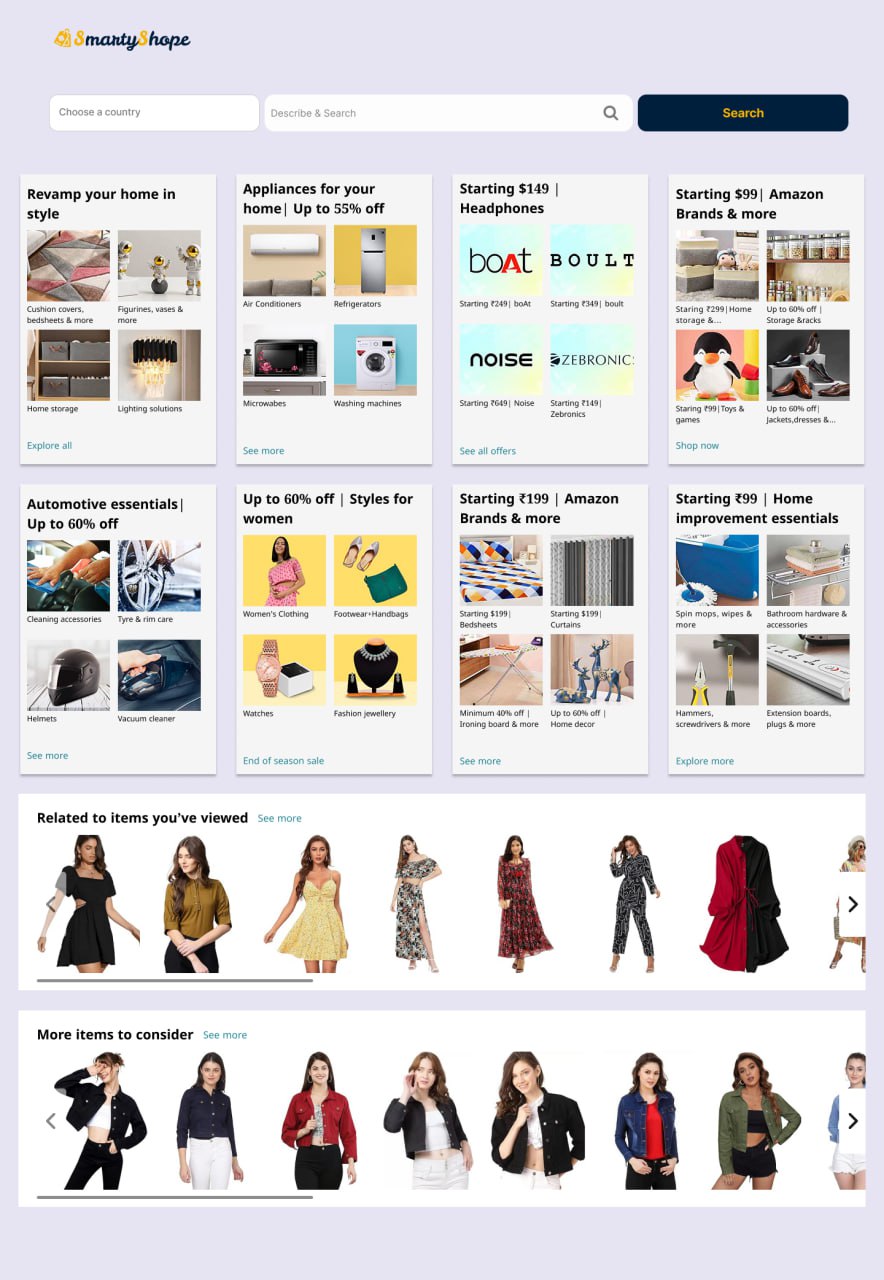 SmartyShope
Choose a country
Describe & Search
Search
Revamp your home in
style
Cushion covers,
bedsheets & more
Figurines, vases &
more
Home storage
Lighting solutions
Explore all
Appliances for your
home| Up to 55% off
Air Conditioners
Refrigerators
Microwabes
Washing machines
See more
Starting $149 |
Headphones
boAt
BOULT
Starting ₹249| boAt
Starting ₹349| boult
noise
ZEBRONIC
Starting ₹649| Noise
Starting ₹149|
Zebronics
See all offers
Starting $99| Amazon
Brands & more
Staring ₹299|Home
storage &...
Up to 60% off |
Storage &racks
Staring ₹99|Toys &
games
Up to 60% off|
Jackets,dresses &...
Shop now
Automotive essentials|
Up to 60% off
Cleaning accessories
Tyre & rim care
Helmets
Vacuum cleaner
See more
Up to 60% off | Styles for
women
Women's Clothing
Footwear+Handbags
Watches
Fashion jewellery
End of season sale
Starting ₹199 | Amazon
Brands & more
Starting $199|
Bedsheets
Starting $199|
Curtains
Minimum 40% off |
Ironing board & more
Up to 60% off |
Home decor
See more
Starting ₹99 | Home
improvement essentials
Spin mops, wipes &
more
Bathroom hardware &
accessories
Hammers,
screwdrivers & more
Extension boards,
plugs & more
Explore more
Related to items you've viewed See more
More items to consider See more